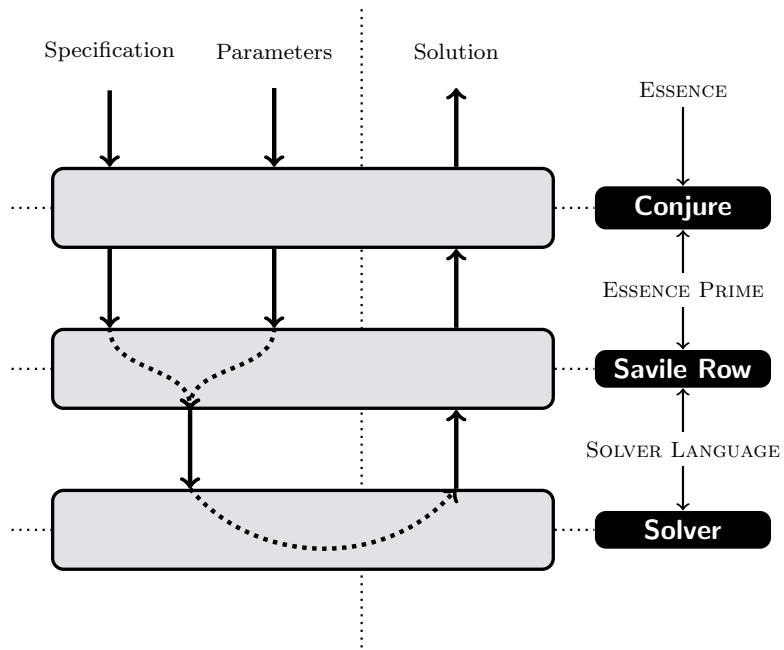 Specification
Parameters
Solution
ESSENCE
Conjure
ESSENCE PRIME
Savile Row
SOLVER LANGUAGE
Solver